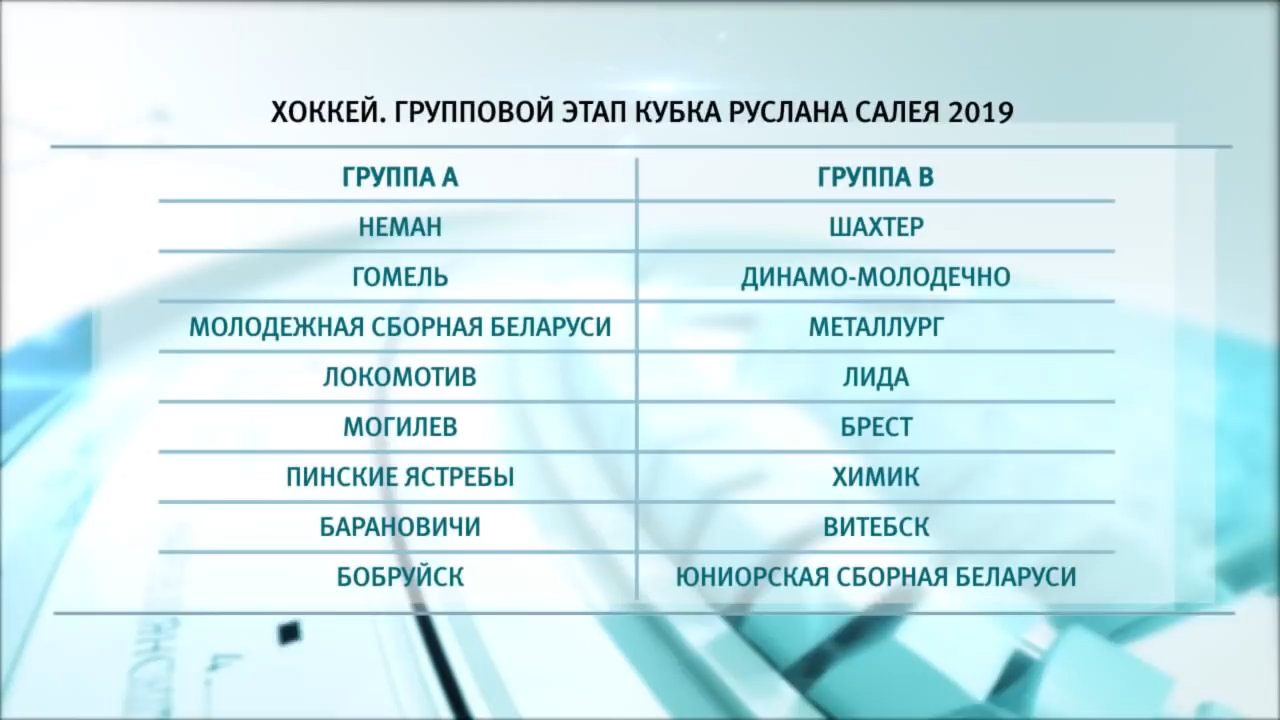 ХОККЕЙ. ГРУППОВОЙ ЭТАП КУБКА РУСЛАНА САЛЕЯ 2019
ГРУППА А ГРУППА В
НЕМАН ШАХТЕР
ГОМЕЛЬ ДИНАМО-МОЛОДЕЧНО
МОЛОДЕЖНАЯ СБОРНАЯ БЕЛАРУСИ МЕТАЛЛУРГ
ЛОКОМОТИВ ЛИДА
МОГИЛЕВ БРЕСТ
ПИНСКИЕ ЯСТРЕБЫ ХИМИК
БАРАНОВИЧИ ВИТЕБСК
БОБРУЙСК ЮНИОРСКАЯ СБОРНАЯ БЕЛАРУСИ